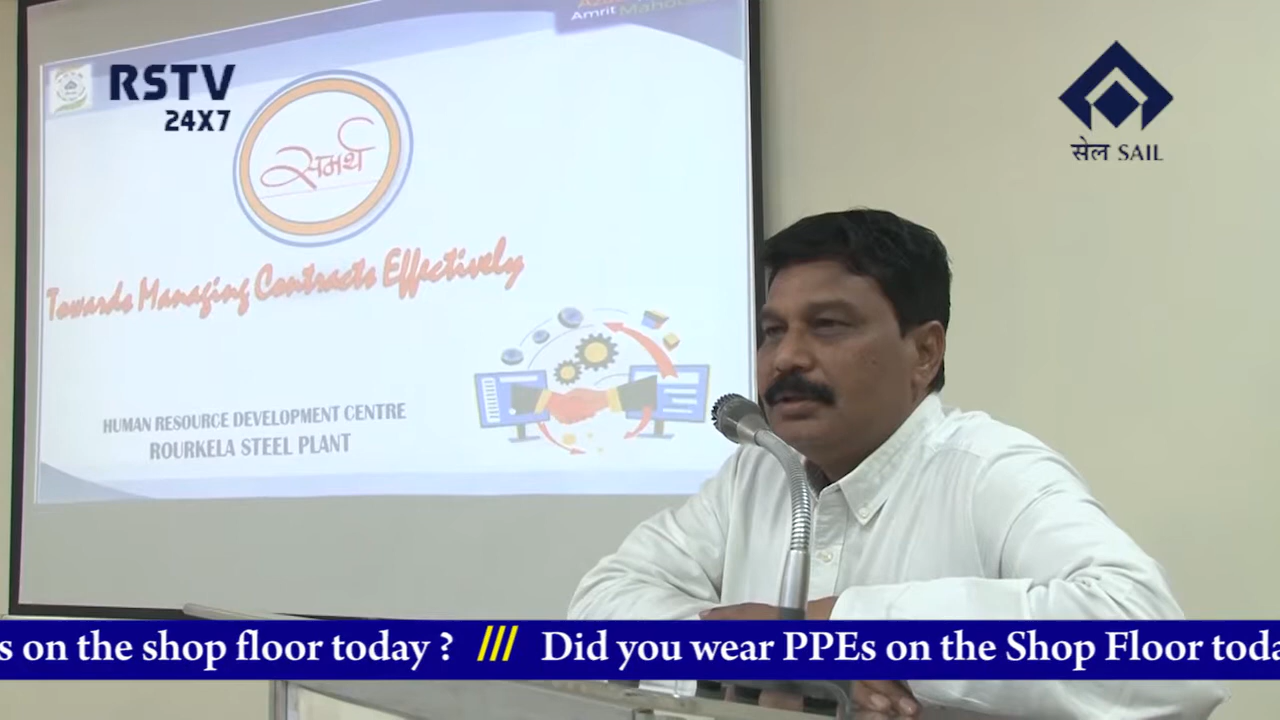 Amrit Mahotsav
RSTV
24X7
समर्थ
Towards Managing Contracts Effectively
HUMAN RESOURCE DEVELOPMENT CENTRE
ROURKELA STEEL PLANT
सेल SAIL
s on the shop floor today ? /// Did you wear PPEs on the Shop Floor toda